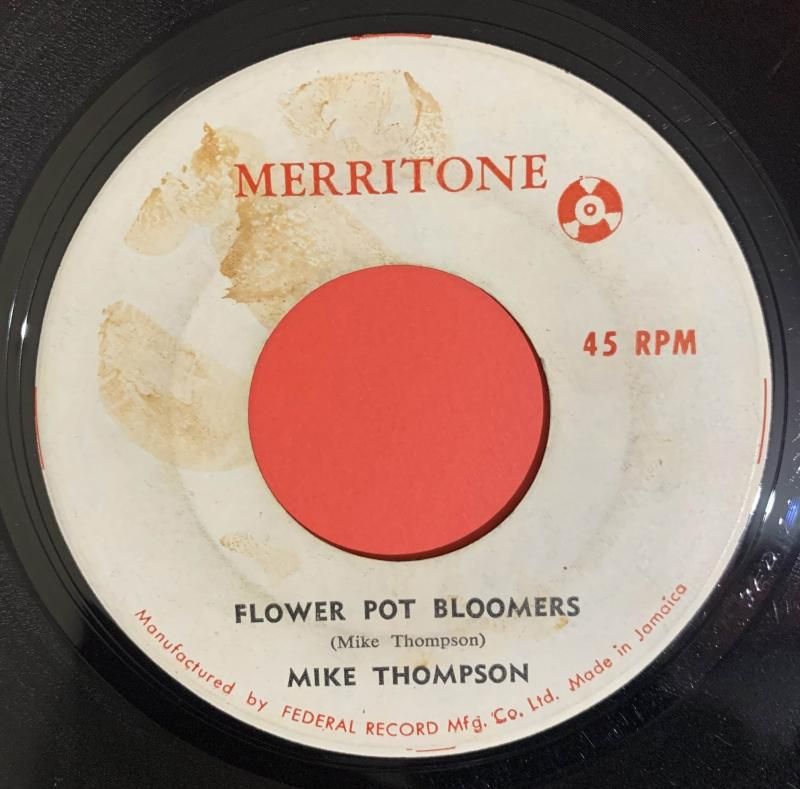 MERRITONE
45 RPM
FLOWER POT BLOOMERS
(Mike Thompson)
MIKE THOMPSON
Manufactured by FEDERAL RECORD Mfg. Co. Ltd. Made in Jamaica